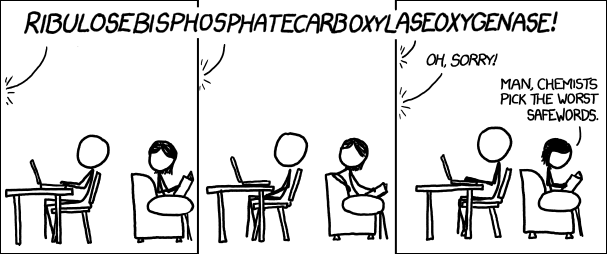 RIBULOSEBISPHOSPHATECARBOXYLASEOXYGENASE!
OH, SORRY!
MAN, CHEMISTS
PICK THE WORST
SAFEWORDS.